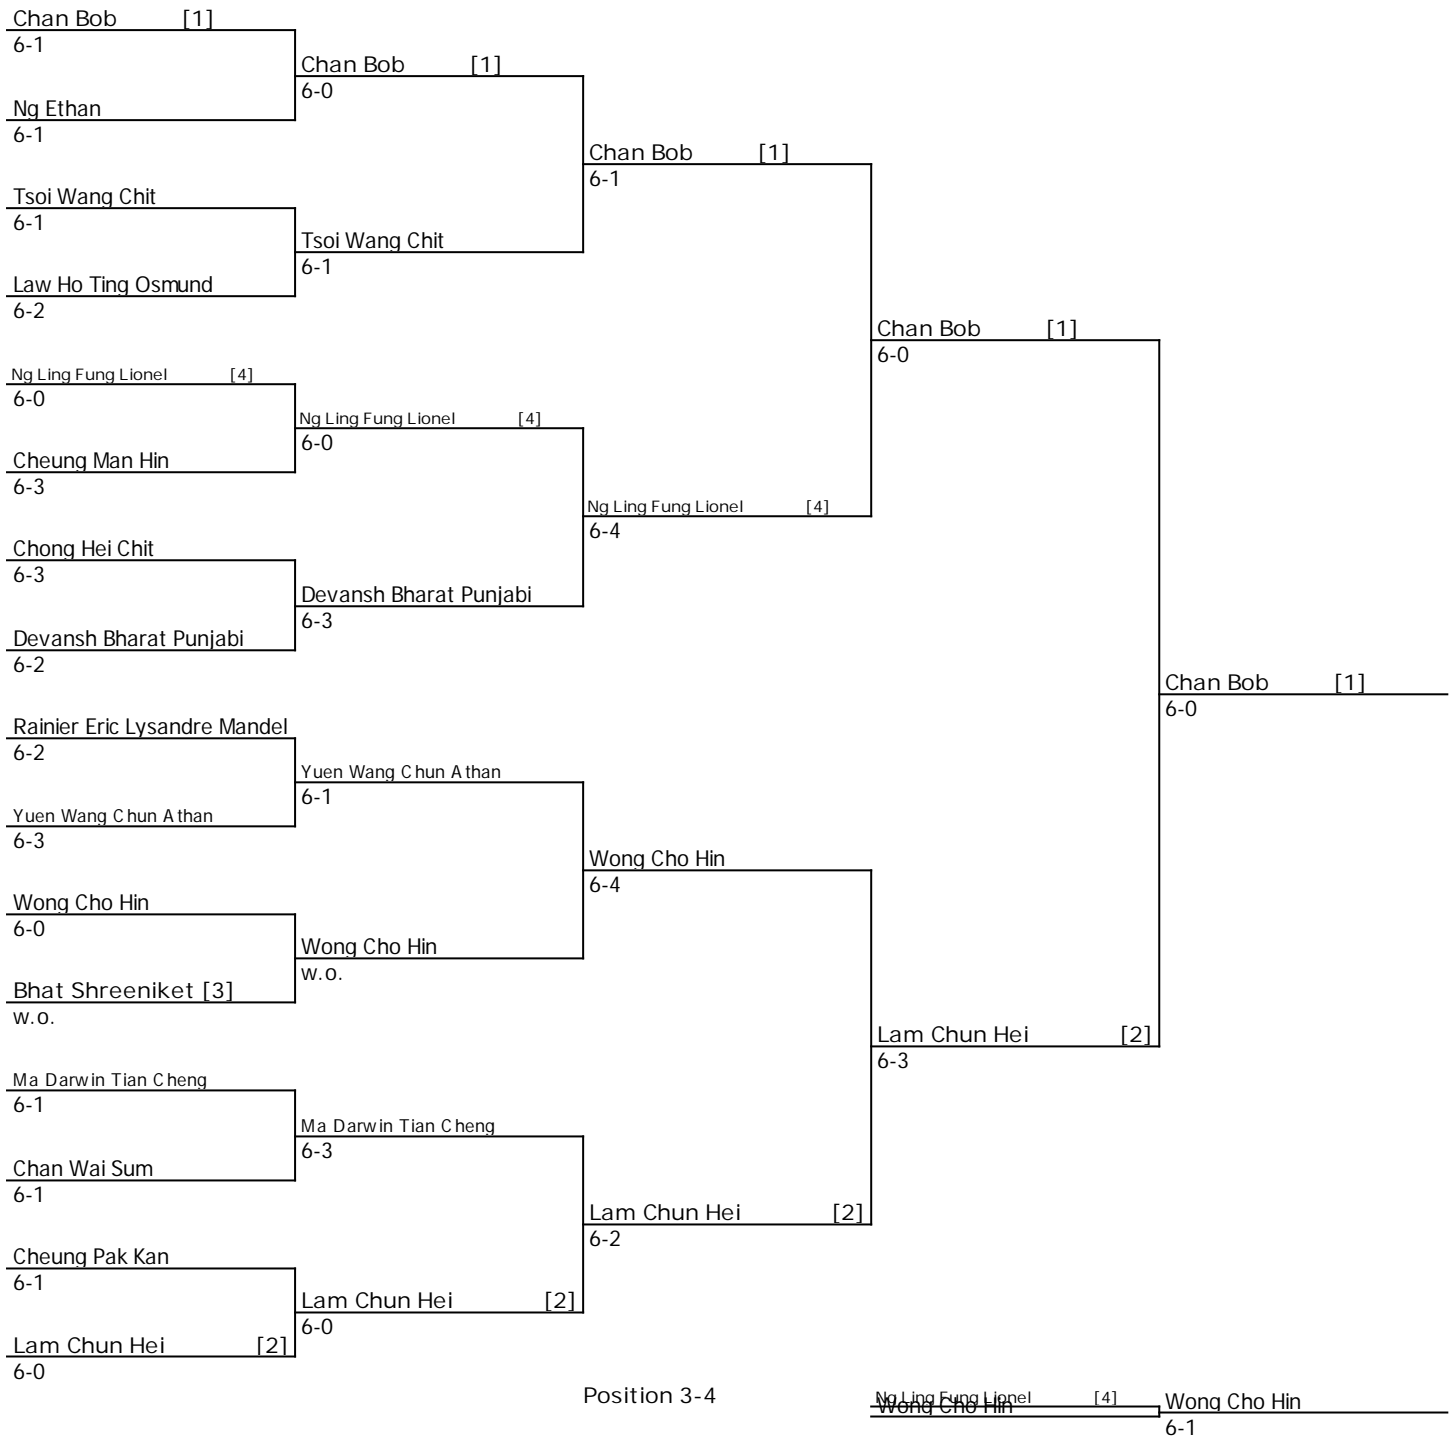 Chan Bob [1]
6-1
Chan Bob [1]
6-0
Ng Ethan
6-1
Chan Bob [1]
6-1
Tsoi Wang Chit
6-1
Tsoi Wang Chit
6-1
Law Ho Ting Osmund
6-2
Chan Bob [1]
6-0
Ng Ling Fung Lionel [4]
6-0
Ng Ling Fung Lionel [4]
6-0
Cheung Man Hin
6-3
Ng Ling Fung Lionel [4]
6-4
Chong Hei Chit
6-3
Devansh Bharat Punjabi
6-3
Devansh Bharat Punjabi
6-2
Chan Bob [1]
6-0
Rainier Eric Lysandre Mandel
6-2
Yuen Wang Chun Athan
6-1
Yuen Wang Chun Athan
6-3
Wong Cho Hin
6-4
Wong Cho Hin
6-0
Wong Cho Hin
w.o.
Bhat Shreeniket [3]
w.o.
Lam Chun Hei [2]
6-3
Ma Darwin Tian Cheng
6-1
Ma Darwin Tian Cheng
6-3
Chan Wai Sum
6-1
Lam Chun Hei [2]
6-2
Cheung Pak Kan
6-1
Lam Chun Hei [2]
6-0
Lam Chun Hei [2]
6-0
Position 3-4
Ng Ling Fung Lionel [4]
Wong Cho Hin
Wong Cho Hin
6-1